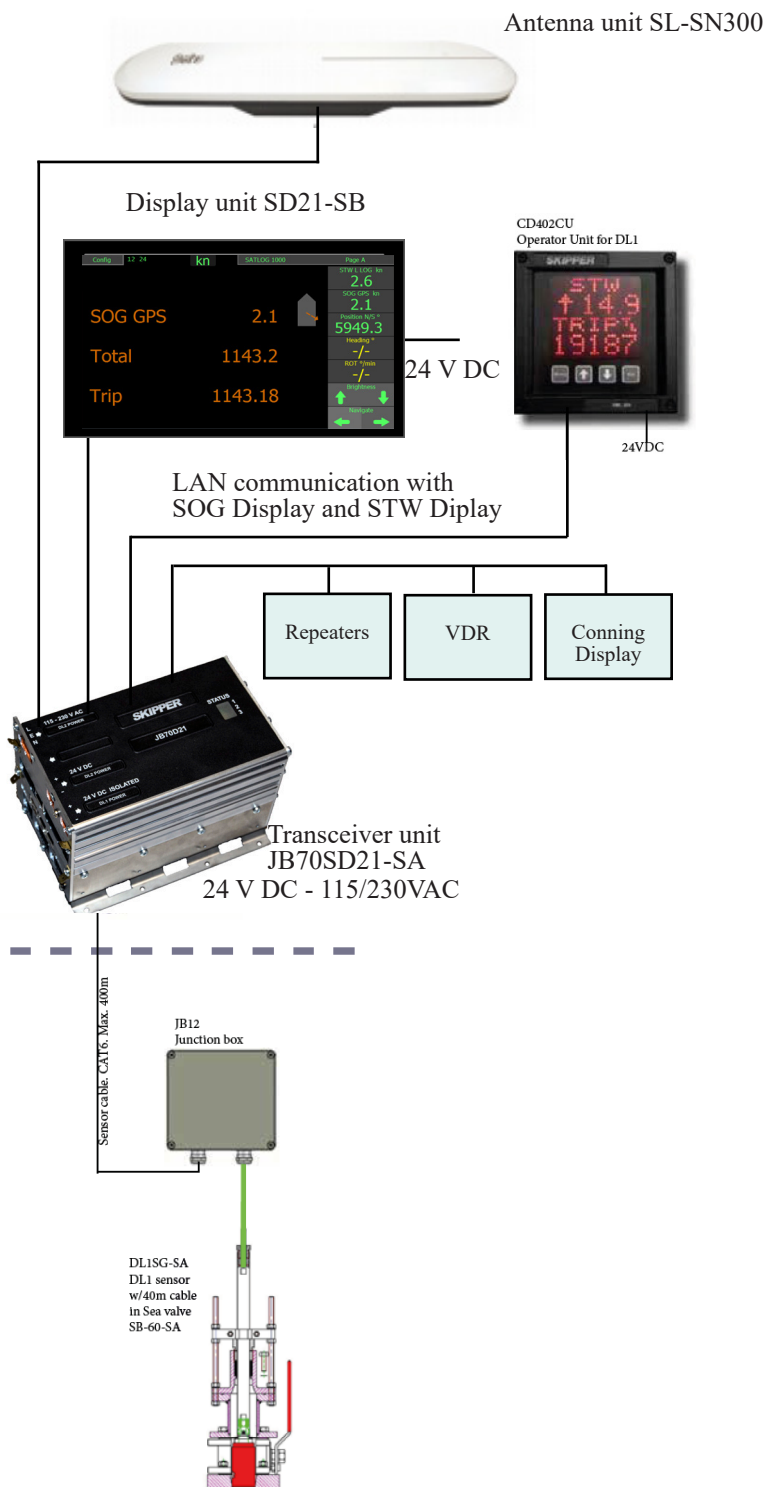 Antenna unit SL-SN300
Display unit SD21-SB
CD402CU
Operator Unit for DL1
Config
12 24
kn
SATLOG 1000
Page A
STW L LOG kn
2.6
SOG GPS kn
2.1
Position N/S °
5949.3
Heading °
-/-
ROT °/min
-/-
Brightness
Navigate
SOG GPS 2.1
Total 1143.2
Trip 1143.18
24 V DC
SKIPPER
STW
↑14.9
TRIP%
19187
24VDC
LAN communication with
SOG Display and STW Diplay
Repeaters
VDR
Conning
Display
L
E
N
115 - 230 V AC
DL2 POWER
SKIPPER
STATUS
1
2
3
JB70D21
24 V DC
DL2 POWER
+
-
24 V DC ISOLATED
DL1 POWER
+
-
Transceiver unit
JB70SD21-SA
24 V DC - 115/230VAC
Sensor cable. CAT6. Max. 400m
JB12
Junction box
DL1SG-SA
DL1 sensor
w/40m cable
in Sea valve
SB-60-SA